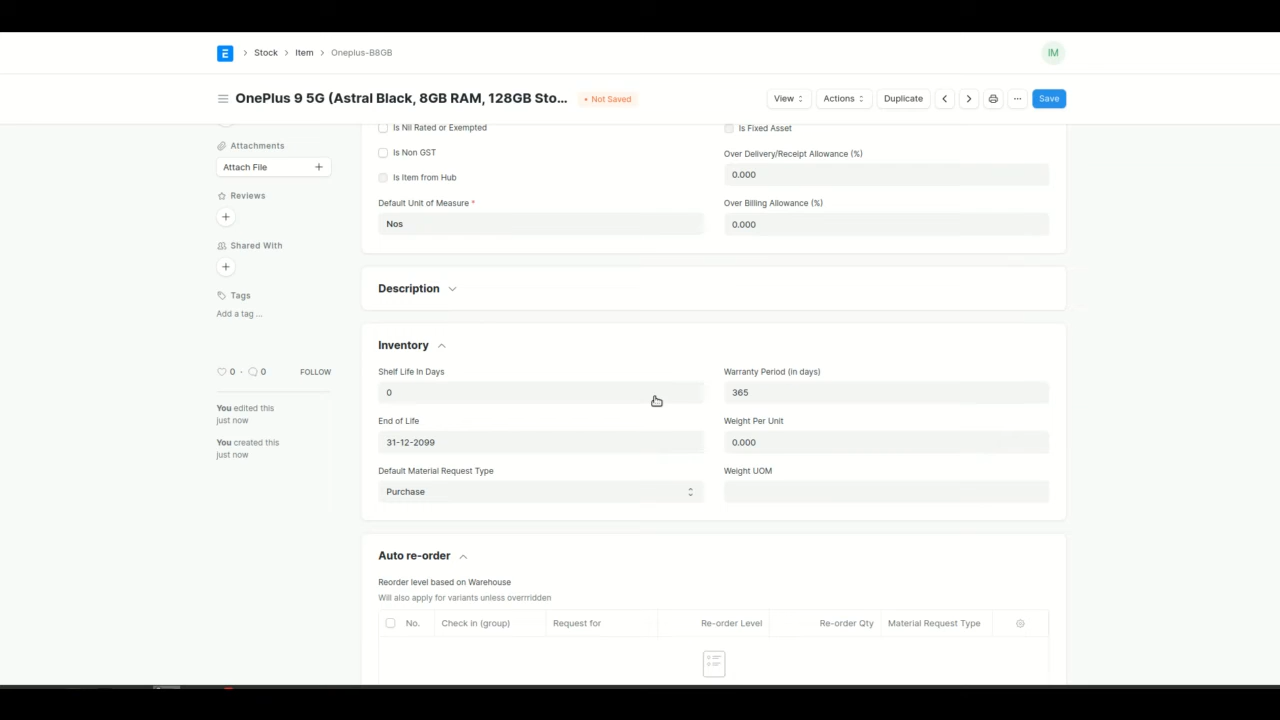 E > Stock > Item > Oneplus-B8GB
IM
OnePlus 9 5G (Astral Black, 8GB RAM, 128GB Sto... • Not Saved
View Actions Duplicate ... Save
Attachments
Attach File +
Reviews
+
Shared With
+
Tags
Add a tag ...
0 · 0 FOLLOW
You edited this
just now
You created this
just now
Is Nil Rated or Exempted
Is Non GST
Is Item from Hub
Default Unit of Measure *
Nos
Is Fixed Asset
Over Delivery/Receipt Allowance (%)
0.000
Over Billing Allowance (%)
0.000
Description
Inventory
Shelf Life In Days
0
End of Life
31-12-2099
Default Material Request Type
Purchase
Warranty Period (in days)
365
Weight Per Unit
0.000
Weight UOM
Auto re-order
Reorder level based on Warehouse
Will also apply for variants unless overrridden
No. Check in (group) Request for Re-order Level Re-order Qty Material Request Type